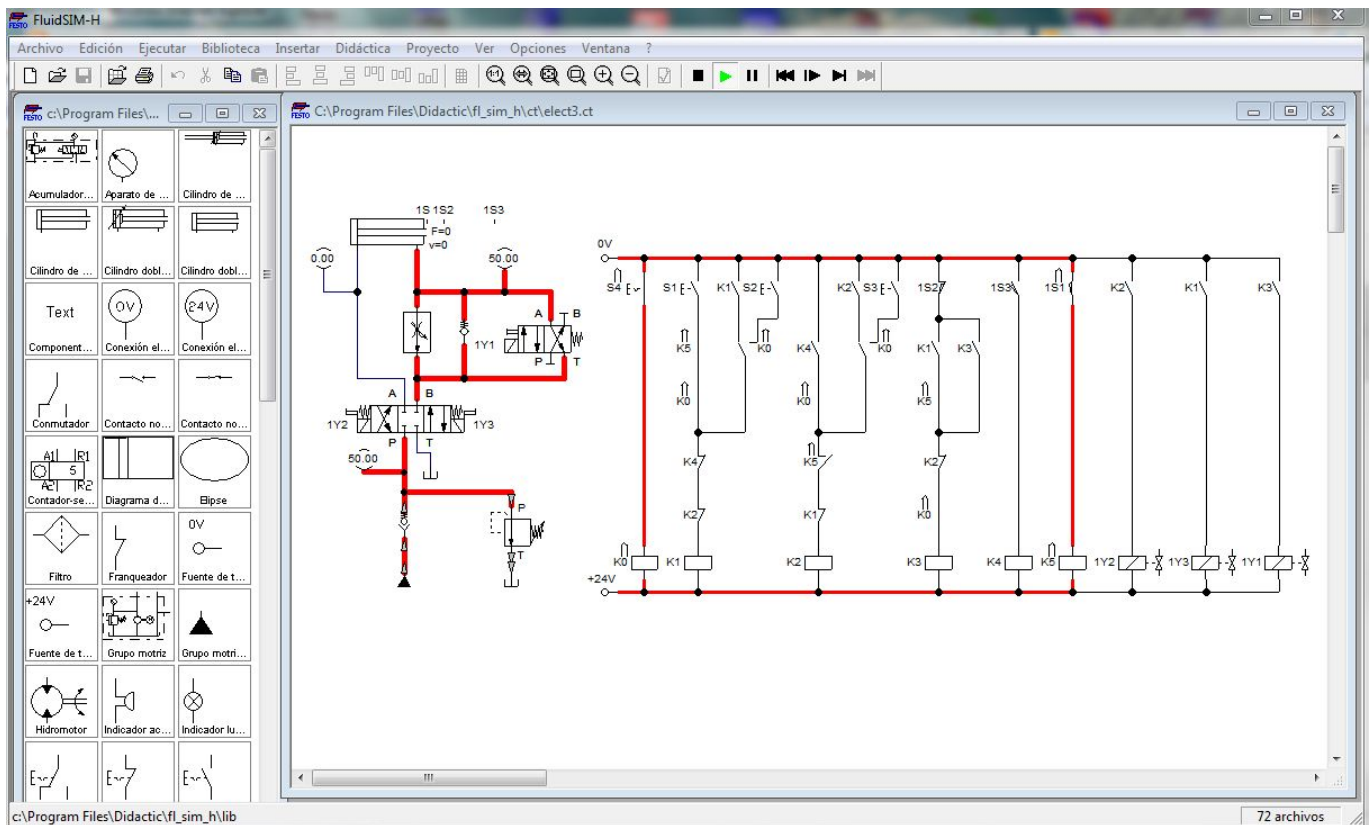 FluidSIM-H
FESTO
Archivo Edición Ejecutar Biblioteca Insertar Didáctica Proyecto Ver Opciones Ventana ?
FESTO c:\Program Files\...
FESTO C:\Program Files\Didactic\fl_sim_h\ct\elect3.ct
Acumulador... Aparato de ... Cilindro de ...
Cilindro de ... Cilindro dobl... Cilindro dobl...
Text 0V 24V
Component... Conexión el... Conexión el...
Conmutador Contacto no... Contacto no...
A1 R1
5
A2 R2
Contador-se... Diagrama d... Elipse
0V
Filtro Franqueador Fuente de t...
+24V
Fuente de t... Grupo motriz Grupo motri...
Hidromotor Indicador ac... Indicador lu...
E E E
1S 1S2 1S3
F=0
v=0
0.00 50.00
A B
1Y1
P T
A B
1Y2 1Y3
P T
50.00
P
T
0V
S4 E S1 E K1 S2 E K2 S3 E 1S2 1S3 1S1 K2 K1 K3
K5 K0 K4 K0 K1 K3
K0 K5
K4 K5 K2
K2 K1 K0
K0 K1 K2 K3 K4 K5 1Y2 1Y3 1Y1
+24V
c:\Program Files\Didactic\fl_sim_h\lib 72 archivos